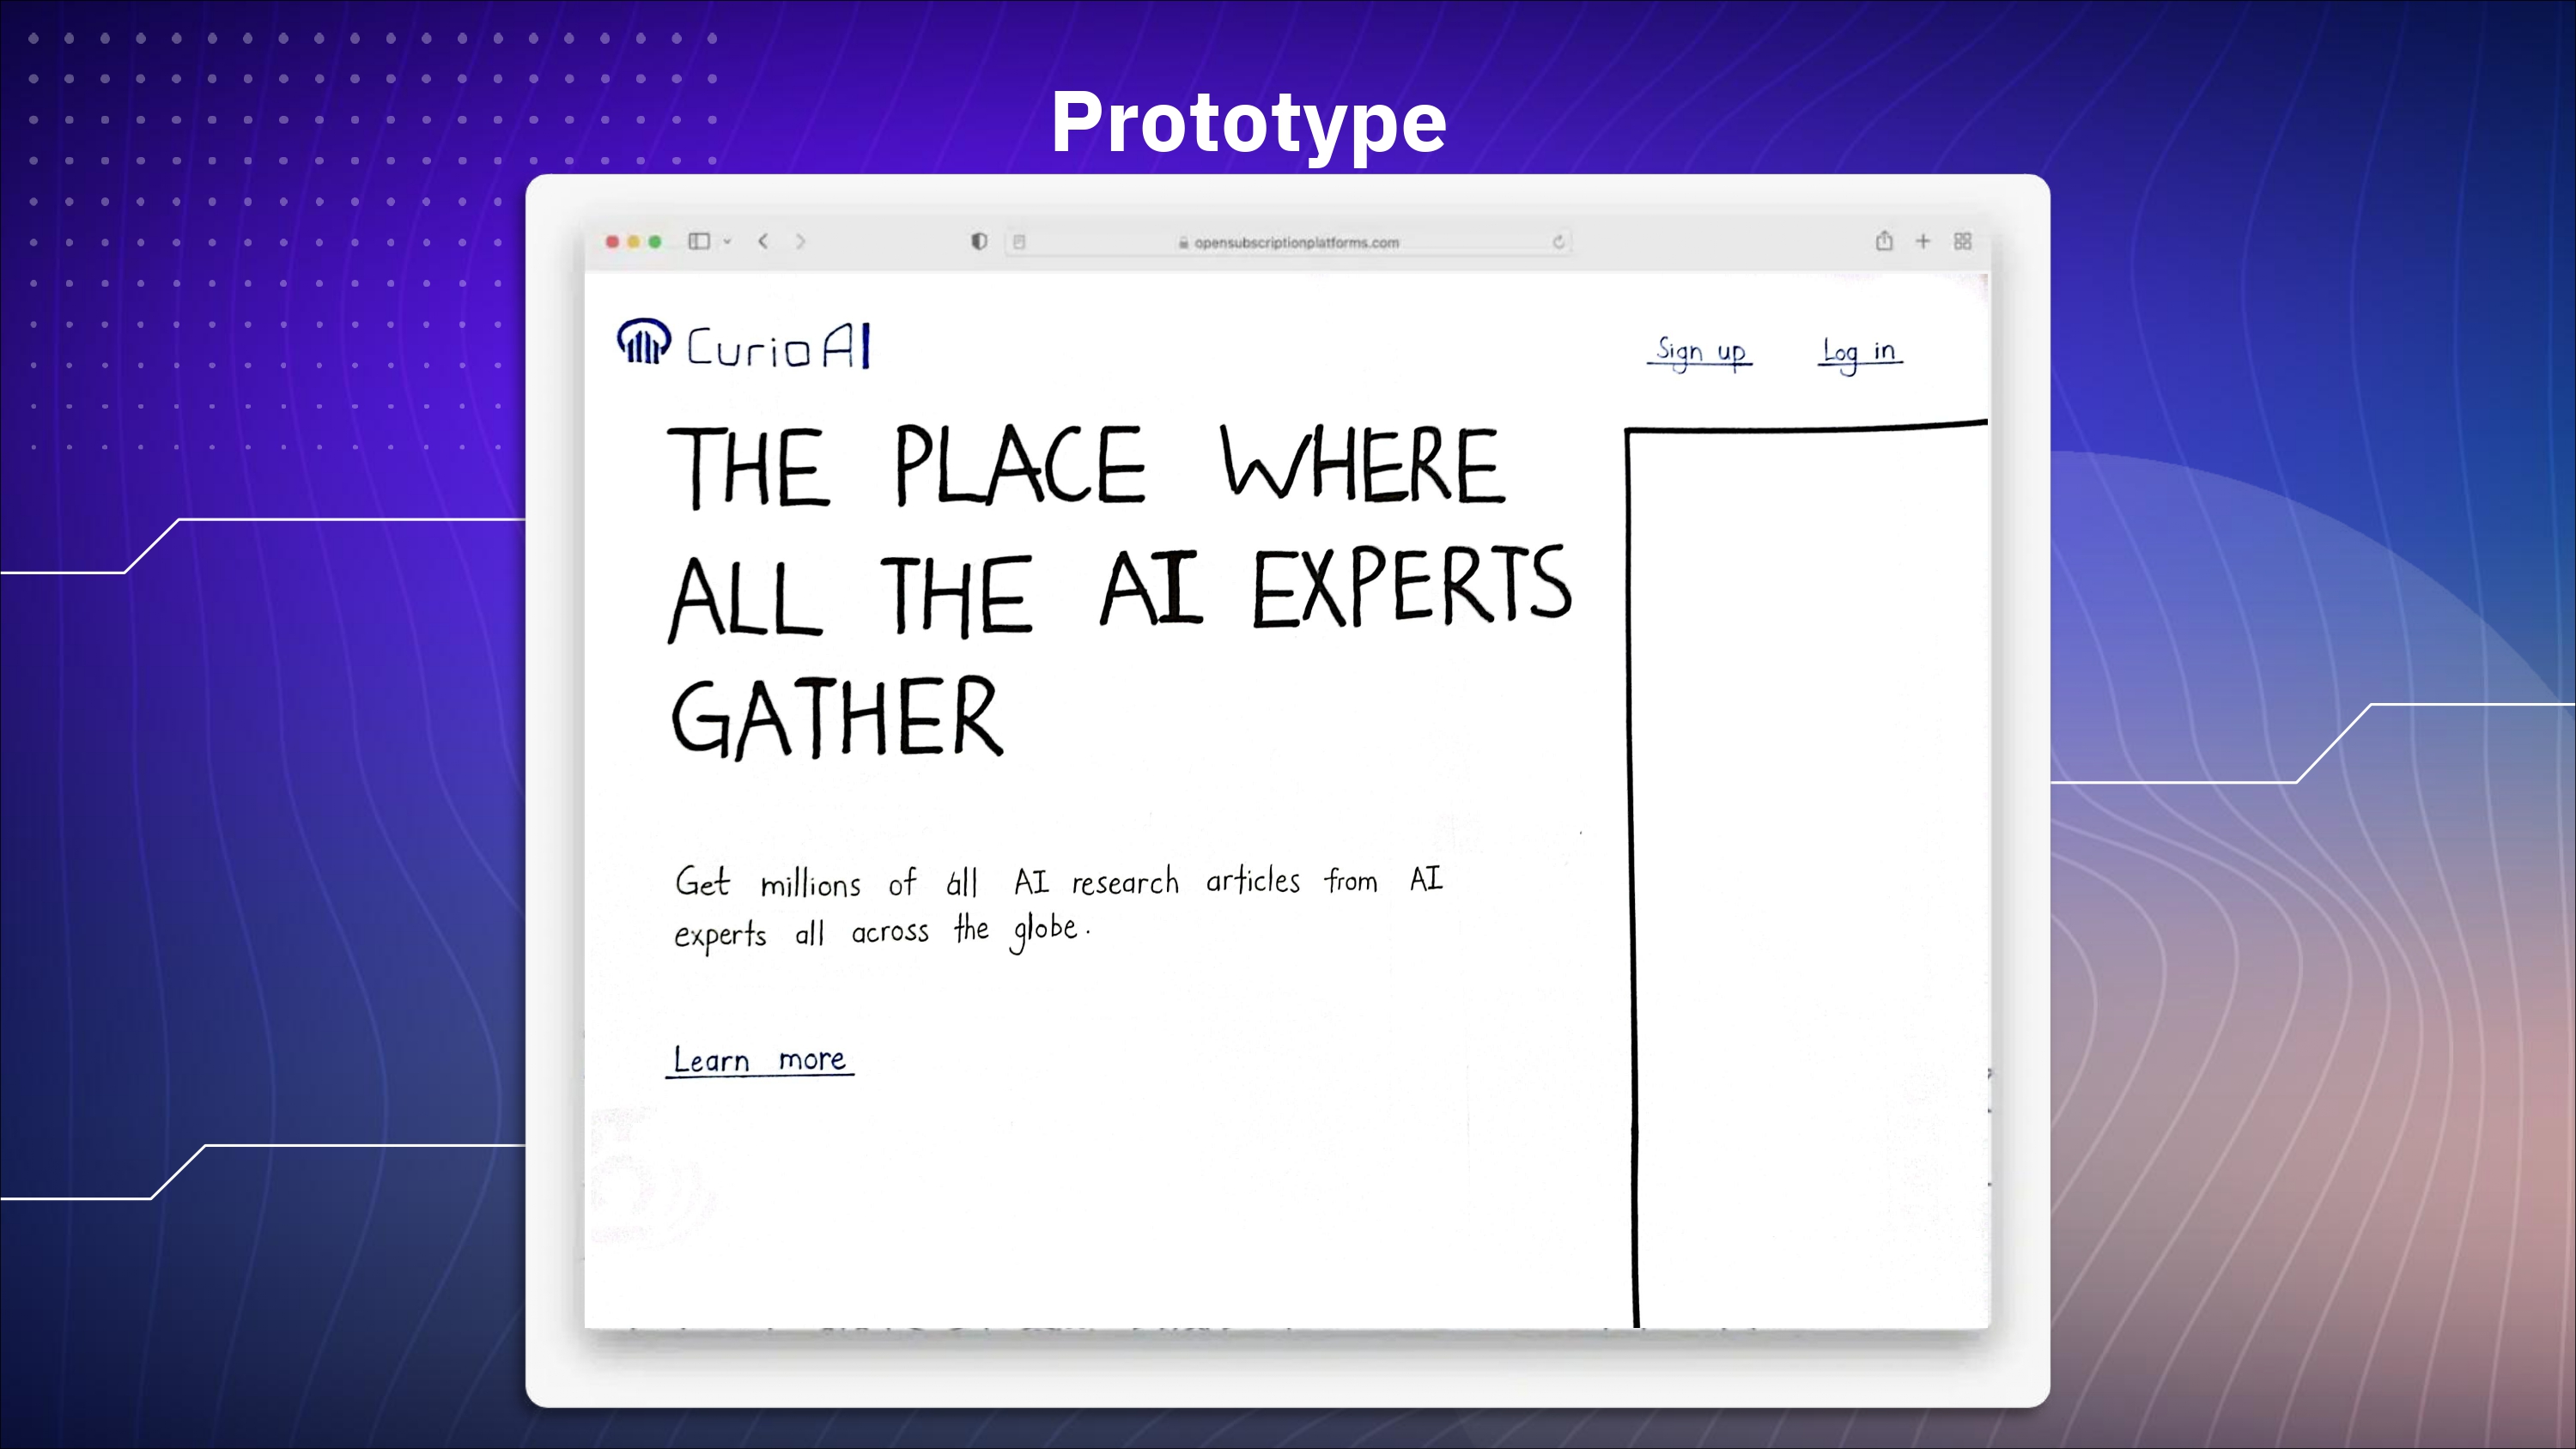 Prototype
opensubscriptionplatforms.com
CurioAI
Sign up
Log in
THE PLACE WHERE
ALL THE AI EXPERTS
GATHER
Get millions of all AI research articles from AI
experts all across the globe.
Learn more